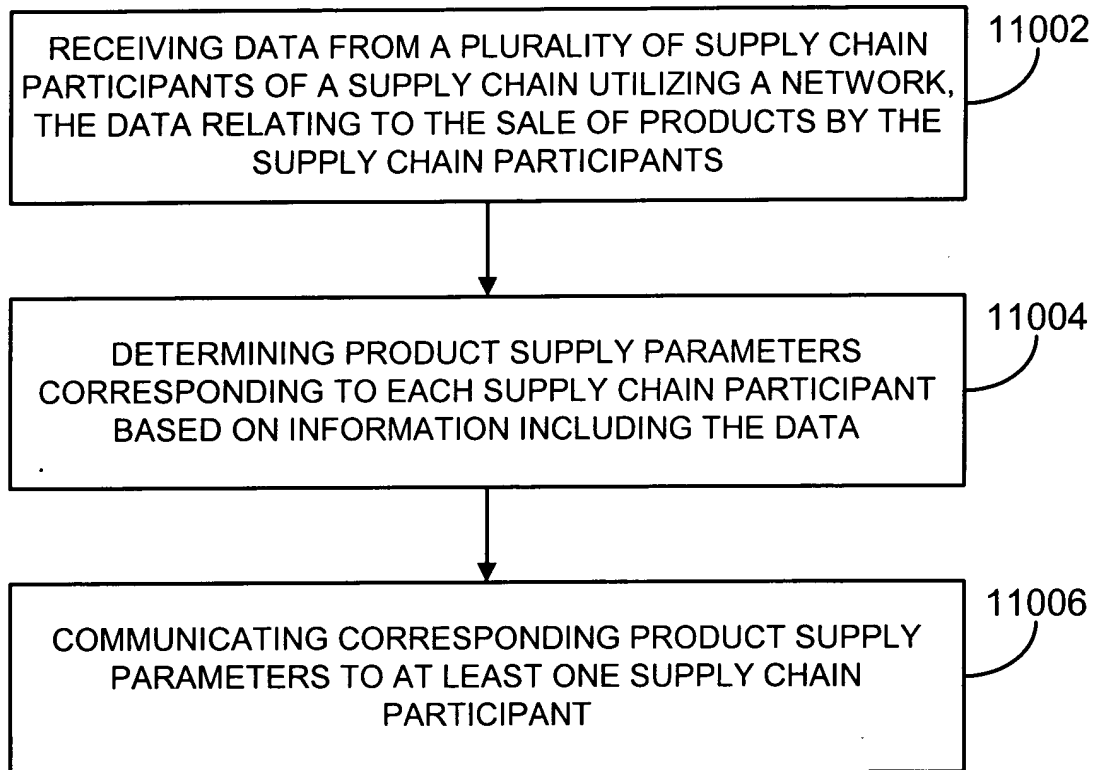 RECEIVING DATA FROM A PLURALITY OF SUPPLY CHAIN
PARTICIPANTS OF A SUPPLY CHAIN UTILIZING A NETWORK,
THE DATA RELATING TO THE SALE OF PRODUCTS BY THE
SUPPLY CHAIN PARTICIPANTS
11002
DETERMINING PRODUCT SUPPLY PARAMETERS
CORRESPONDING TO EACH SUPPLY CHAIN PARTICIPANT
BASED ON INFORMATION INCLUDING THE DATA
11004
COMMUNICATING CORRESPONDING PRODUCT SUPPLY
PARAMETERS TO AT LEAST ONE SUPPLY CHAIN
PARTICIPANT
11006